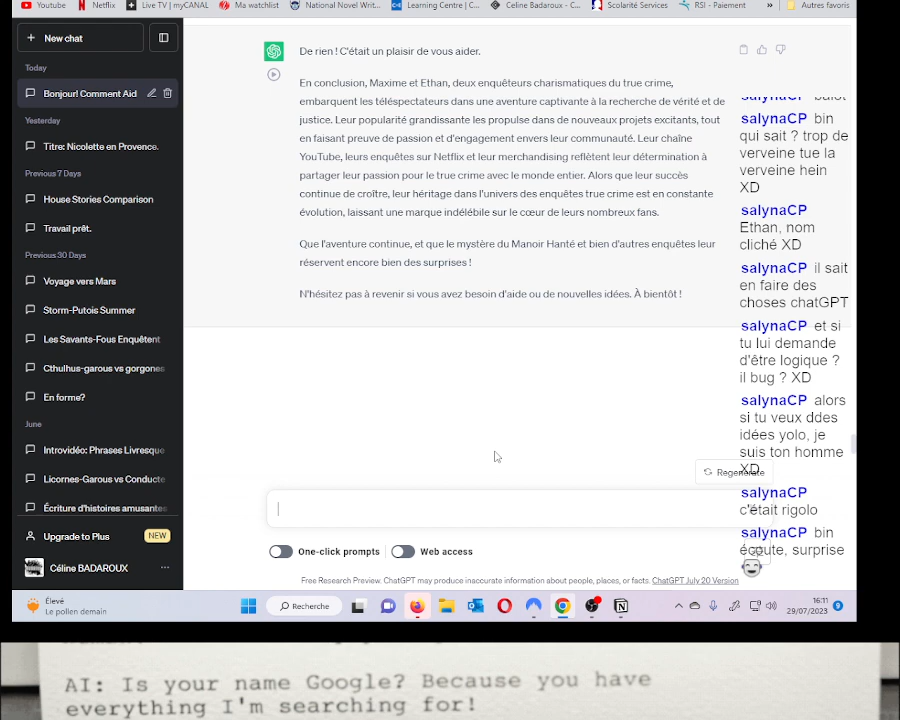 Youtube Netflix Live TV | myCANAL Ma watchlist National Novel Writ... Learning Centre | C... Celine Badaroux - C... Scolarité Services RSI - Paiement » Autres favoris
New chat
Today
Bonjour! Comment Aid
Yesterday
Titre: Nicolette en Provence.
Previous 7 Days
House Stories Comparison
Travail prêt.
Previous 30 Days
Voyage vers Mars
Storm-Putois Summer
Les Savants-Fous Enquêtent
Cthulhus-garous vs gorgones
En forme?
June
Introvidéo: Phrases Livresque
Licornes-Garous vs Conducte
Écriture d'histoires amusantes
Upgrade to Plus NEW
Céline BADAROUX ...
De rien ! C'était un plaisir de vous aider.
En conclusion, Maxime et Ethan, deux enquêteurs charismatiques du true crime,
embarquent les téléspectateurs dans une aventure captivante à la recherche de vérité et de
justice. Leur popularité grandissante les propulse dans de nouveaux projets excitants, tout
en faisant preuve de passion et d'engagement envers leur communauté. Leur chaîne
YouTube, leurs enquêtes sur Netflix et leur merchandising reflètent leur détermination à
partager leur passion pour le true crime avec le monde entier. Alors que leur succès
continue de croître, leur héritage dans l'univers des enquêtes true crime est en constante
évolution, laissant une marque indélébile sur le cœur de leurs nombreux fans.
Que l'aventure continue, et que le mystère du Manoir Hanté et bien d'autres enquêtes leur
réservent encore bien des surprises !
N'hésitez pas à revenir si vous avez besoin d'aide ou de nouvelles idées. À bientôt !
Regenerate
One-click prompts Web access
Free Research Preview. ChatGPT may produce inaccurate information about people, places, or facts. ChatGPT July 20 Version
salynaCP
salynaCP bin
qui sait ? trop de
verveine tue la
verveine hein
XD
salynaCP
Ethan, nom
cliché XD
salynaCP il sait
en faire des
choses chatGPT
salynaCP et si
tu lui demande
d'être logique ?
il bug ? XD
salynaCP alors
si tu veux ddes
idées yolo, je
suis ton homme
XD
salynaCP
c'était rigolo
salynaCP bin
écoute, surprise
Élevé
Le pollen demain
Recherche
16:11
29/07/2023 9
AI: Is your name Google? Because you have
everything I'm searching for!